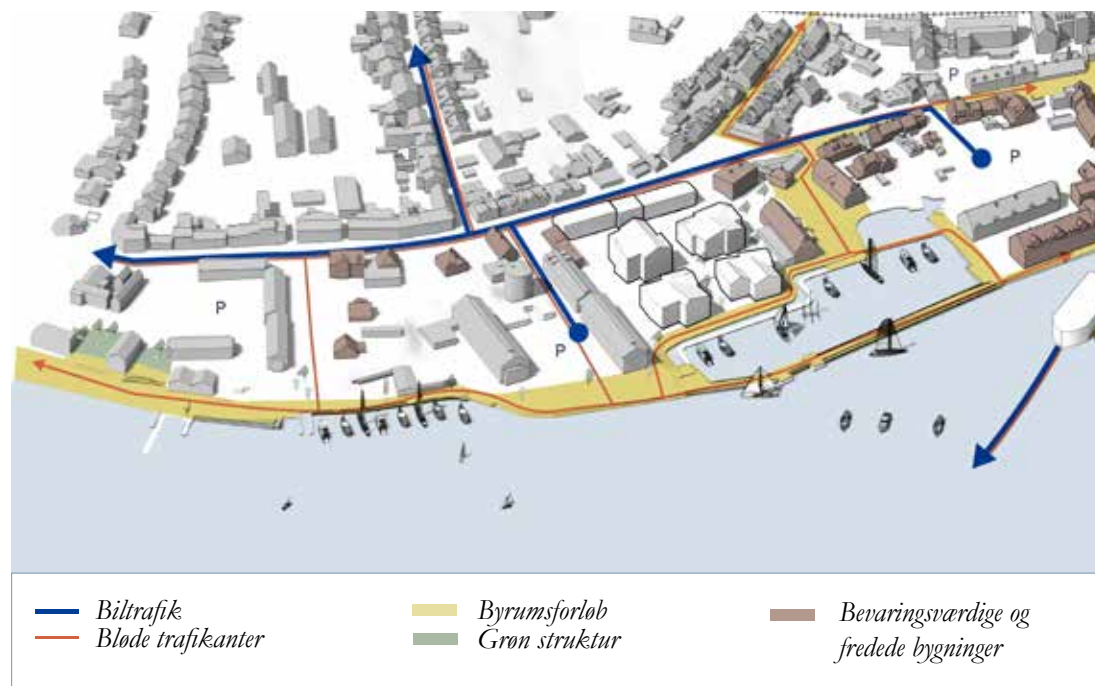 P
P
P
P
Biltrafik
Bløde trafikanter
Byrumsforløb
Grøn struktur
Bevaringsværdige og
fredede bygninger